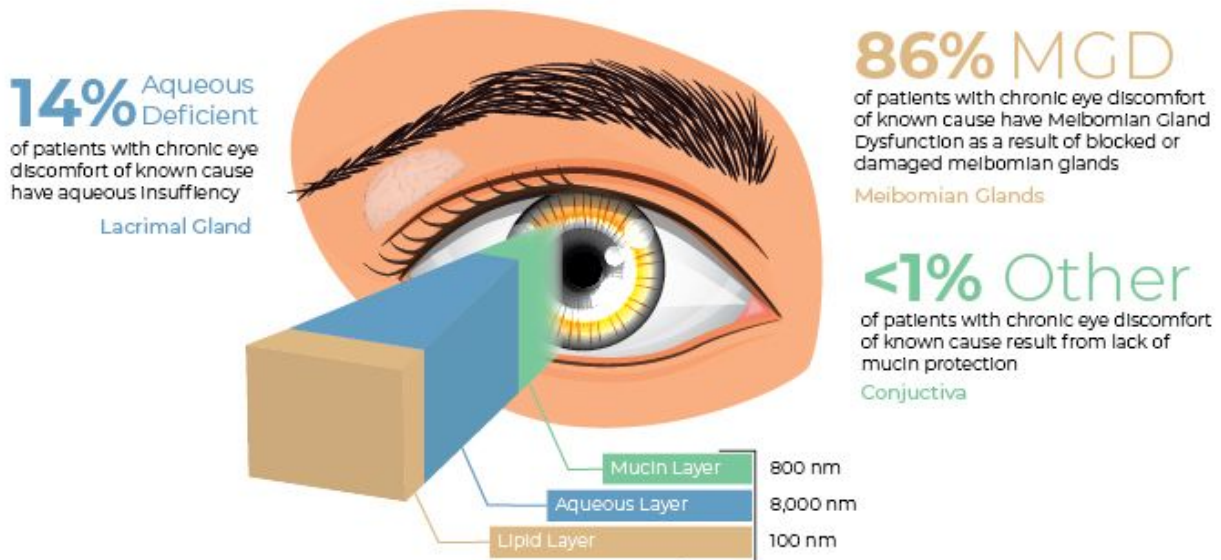 14% Aqueous
Deficient
of patients with chronic eye
discomfort of known cause
have aqueous insuffiency
Lacrimal Gland
86% MGD
of patients with chronic eye discomfort
of known cause have Meibomian Gland
Dysfunction as a result of blocked or
damaged meibomian glands
Meibomian Glands
<1% Other
of patients with chronic eye discomfort
of known cause result from lack of
mucin protection
Conjuctiva
Mucin Layer 800 nm
Aqueous Layer 8,000 nm
Lipid Layer 100 nm